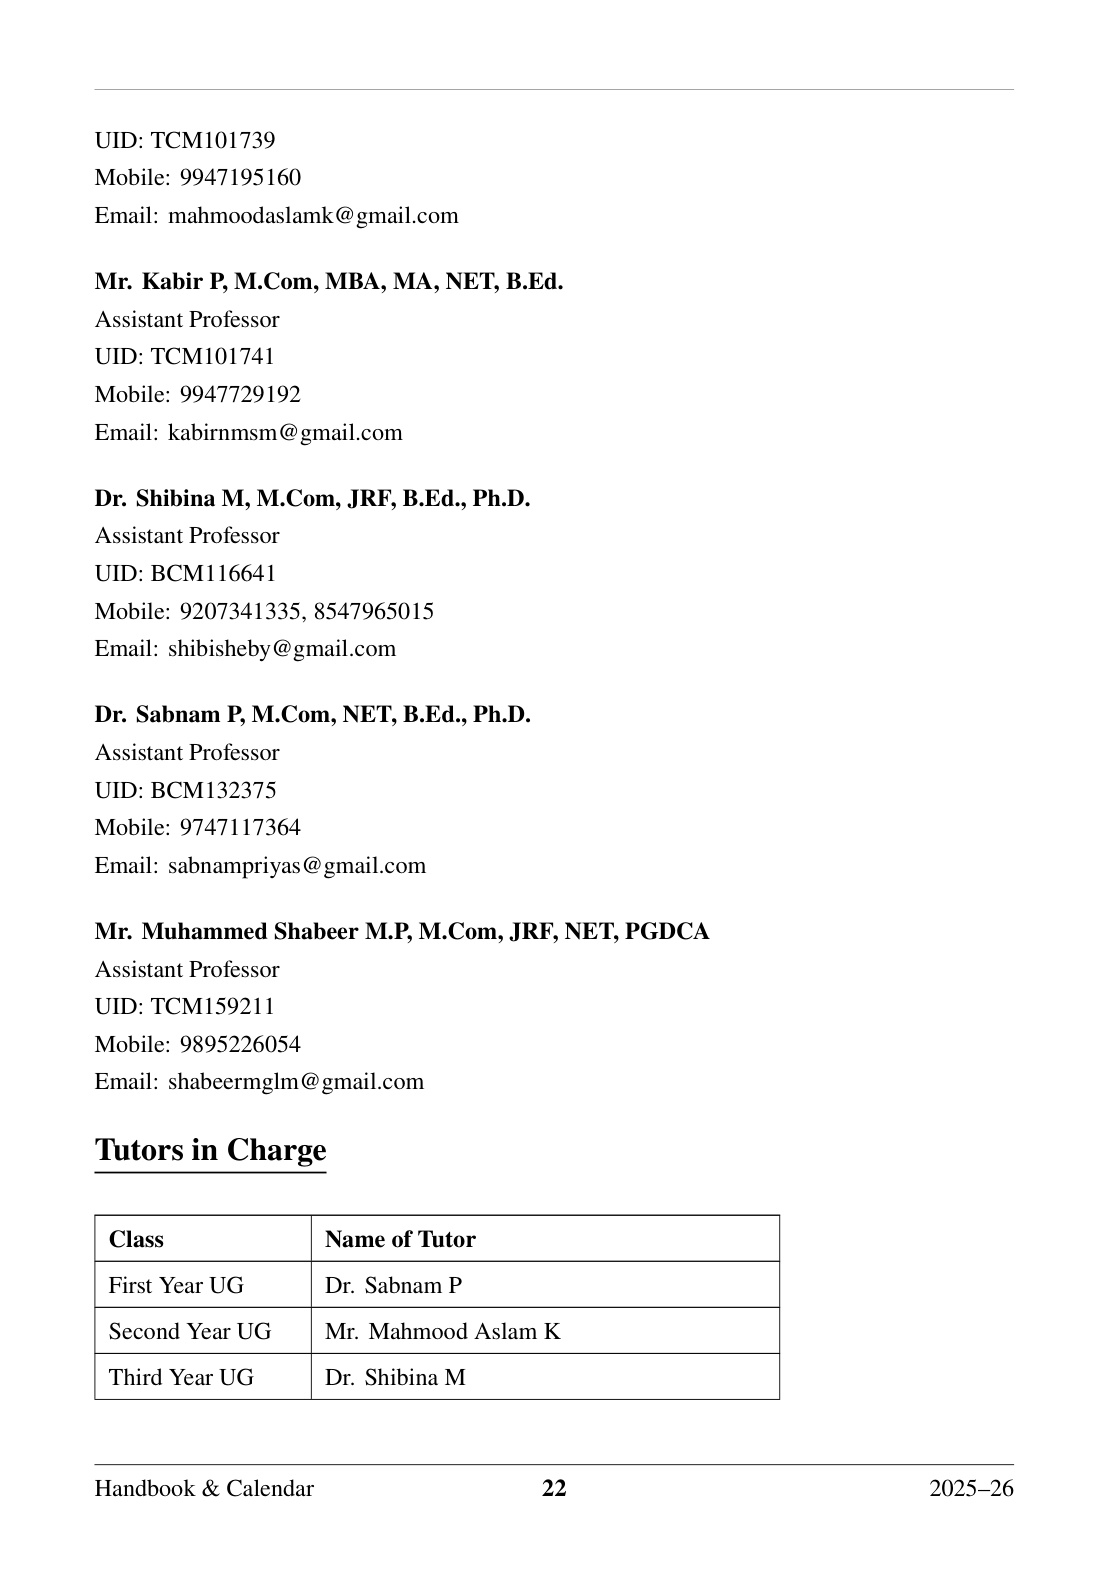 UID: TCM101739
Mobile: 9947195160
Email: mahmoodaslamk@gmail.com
Mr. Kabir P, M.Com, MBA, MA, NET, B.Ed.
Assistant Professor
UID: TCM101741
Mobile: 9947729192
Email: kabirnmsm@gmail.com
Dr. Shibina M, M.Com, JRF, B.Ed., Ph.D.
Assistant Professor
UID: BCM116641
Mobile: 9207341335, 8547965015
Email: shibisheby@gmail.com
Dr. Sabnam P, M.Com, NET, B.Ed., Ph.D.
Assistant Professor
UID: BCM132375
Mobile: 9747117364
Email: sabnampriyas@gmail.com
Mr. Muhammed Shabeer M.P, M.Com, JRF, NET, PGDCA
Assistant Professor
UID: TCM159211
Mobile: 9895226054
Email: shabeermglm@gmail.com
Tutors in Charge
Class Name of Tutor
First Year UG Dr. Sabnam P
Second Year UG Mr. Mahmood Aslam K
Third Year UG Dr. Shibina M
Handbook & Calendar 22 2025–26